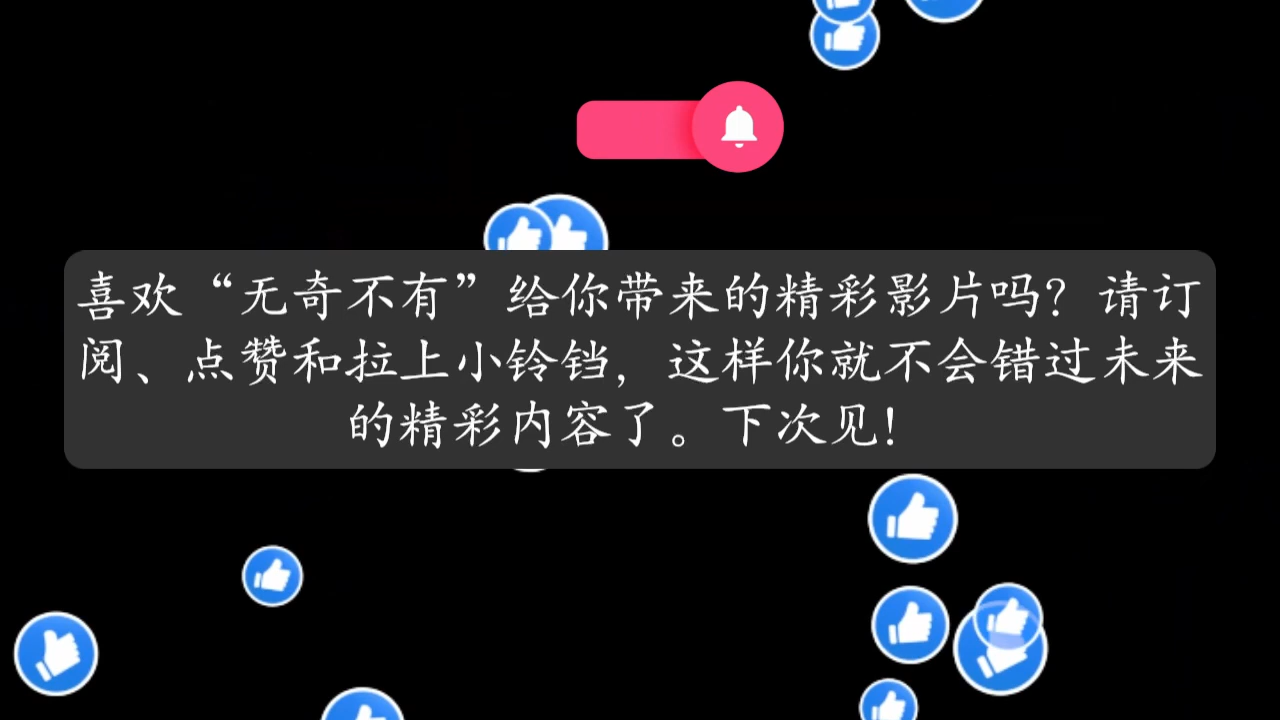 喜欢“无奇不有”给你带来的精彩影片吗？请订
阅、点赞和拉上小铃铛，这样你就不会错过未来
的精彩内容了。下次见！